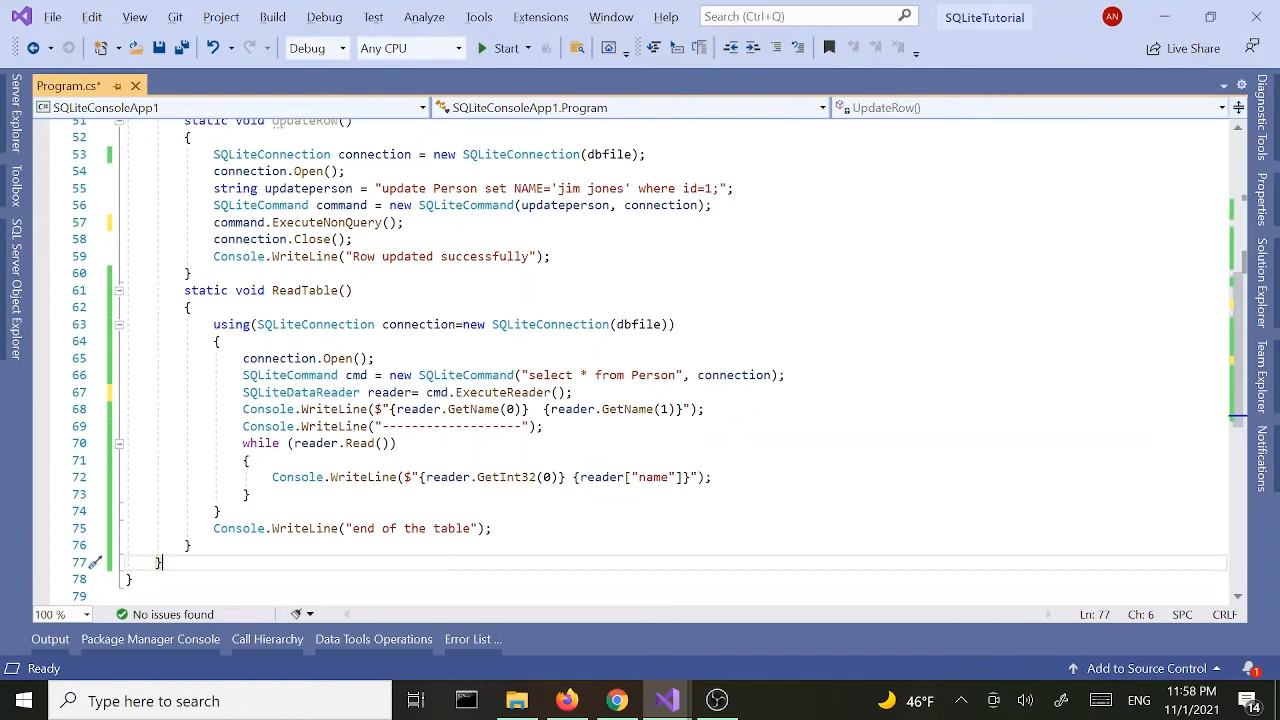 File Edit View Git Project Build Debug Test Analyze Tools Extensions Window Help Search (Ctrl+Q) SQLiteTutorial AN
Debug Any CPU Start Live Share
Program.cs*
SQLiteConsoleApp1 SQLiteConsoleApp1.Program UpdateRow()
51 static void UpdateRow()
52 {
53 SQLiteConnection connection = new SQLiteConnection(dbfile);
54 connection.Open();
55 string updateperson = "update Person set NAME='jim jones' where id=1;";
56 SQLiteCommand command = new SQLiteCommand(updateperson, connection);
57 command.ExecuteNonQuery();
58 connection.Close();
59 Console.WriteLine("Row updated successfully");
60 }
61 static void ReadTable()
62 {
63 using(SQLiteConnection connection=new SQLiteConnection(dbfile))
64 {
65 connection.Open();
66 SQLiteCommand cmd = new SQLiteCommand("select * from Person", connection);
67 SQLiteDataReader reader= cmd.ExecuteReader();
68 Console.WriteLine($"{reader.GetName(0)}  {reader.GetName(1)}");
69 Console.WriteLine("-------------------");
70 while (reader.Read())
71 {
72 Console.WriteLine($"{reader.GetInt32(0)} {reader["name"]}");
73 }
74 }
75 Console.WriteLine("end of the table");
76 }
77 }
78 }
79
100 % No issues found Ln: 77 Ch: 6 SPC CRLF
Output Package Manager Console Call Hierarchy Data Tools Operations Error List ...
Ready Add to Source Control 1
Type here to search 46°F ENG 11:58 PM
11/1/2021 14
Server Explorer
Toolbox
SQL Server Object Explorer
Diagnostic Tools
Properties
Solution Explorer
Team Explorer
Notifications